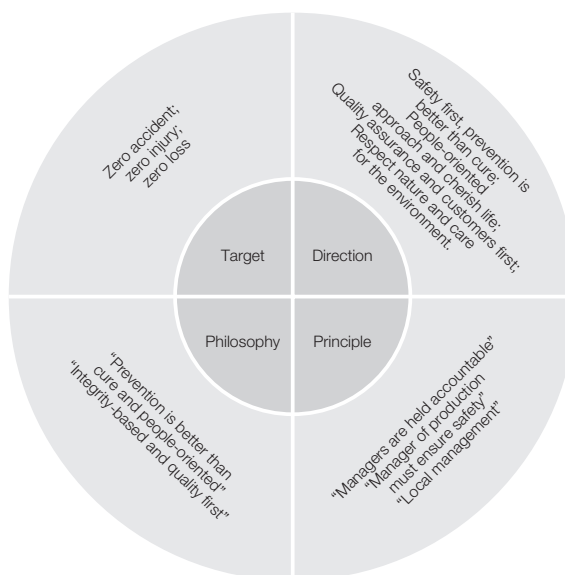 Zero accident;
zero injury;
zero loss
Safety first, prevention is
better than cure;
People-oriented
approach and cherish life;
Quality assurance and customers first;
Respect nature and care
for the environment.
Target
Direction
Philosophy
Principle
“Prevention is better than
cure and people-oriented”
“Integrity-based and quality first”
“Managers are held accountable”
“Manager of production
must ensure safety”
“Local management”